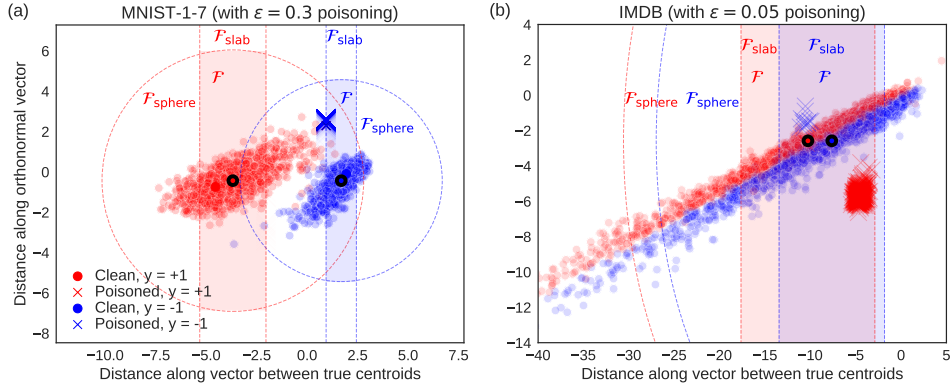 (a)
MNIST-1-7 (with ε = 0.3 poisoning)
6
4
2
0
−2
−4
−6
−8
Distance along orthonormal vector
ℱslab
ℱslab
ℱ
ℱ
ℱsphere
ℱsphere
Clean, y = +1
Poisoned, y = +1
Clean, y = -1
Poisoned, y = -1
−10.0 −7.5 −5.0 −2.5 0.0 2.5 5.0 7.5
Distance along vector between true centroids
(b)
IMDB (with ε = 0.05 poisoning)
4
2
0
−2
−4
−6
−8
−10
−12
−14
ℱslab
ℱslab
ℱsphere
ℱsphere
ℱ
ℱ
−40 −35 −30 −25 −20 −15 −10 −5 0 5
Distance along vector between true centroids